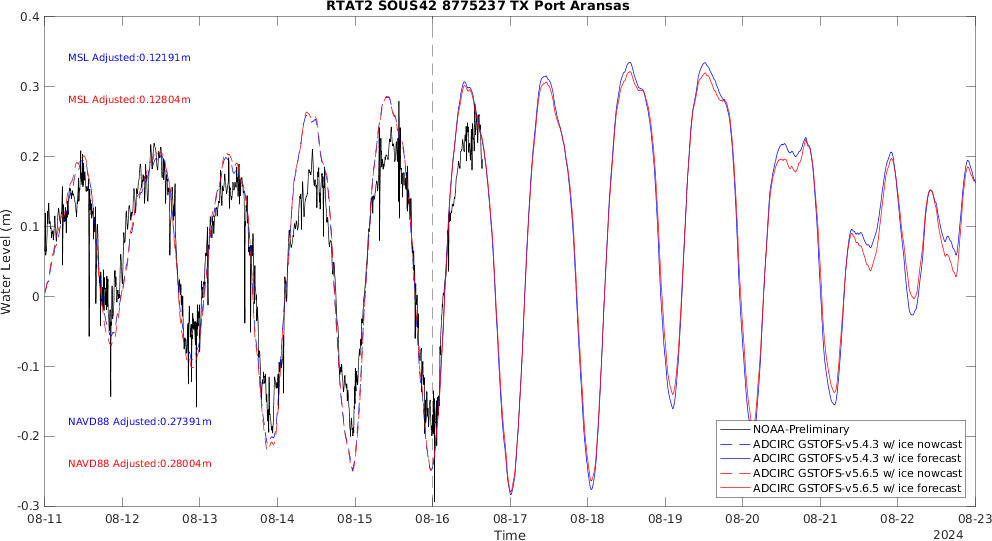 RTAT2 SOUS42 8775237 TX Port Aransas
0.4
0.3
0.2
0.1
0
-0.1
-0.2
-0.3
Water Level (m)
MSL Adjusted:0.12191m
MSL Adjusted:0.12804m
NAVD88 Adjusted:0.27391m
NAVD88 Adjusted:0.28004m
NOAA-Preliminary
ADCIRC GSTOFS-v5.4.3 w/ ice nowcast
ADCIRC GSTOFS-v5.4.3 w/ ice forecast
ADCIRC GSTOFS-v5.6.5 w/ ice nowcast
ADCIRC GSTOFS-v5.6.5 w/ ice forecast
08-11 08-12 08-13 08-14 08-15 08-16 08-17 08-18 08-19 08-20 08-21 08-22 08-23
Time
2024